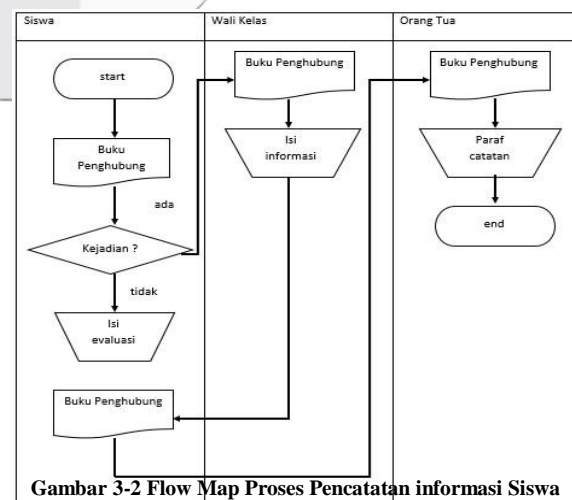 Siswa
Wali Kelas
Orang Tua
start
Buku
Penghubung
ada
Kejadian ?
tidak
Isi
evaluasi
Buku Penghubung
Buku Penghubung
Isi
informasi
Buku Penghubung
Paraf
catatan
end
Gambar 3-2 Flow Map Proses Pencatatan informasi Siswa